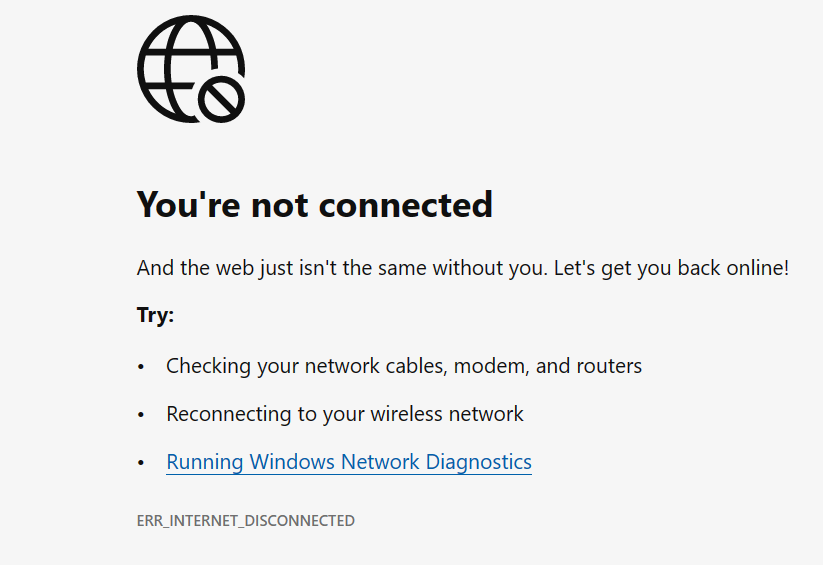 You're not connected
And the web just isn't the same without you. Let's get you back online!
Try:
• Checking your network cables, modem, and routers
• Reconnecting to your wireless network
• Running Windows Network Diagnostics
ERR_INTERNET_DISCONNECTED